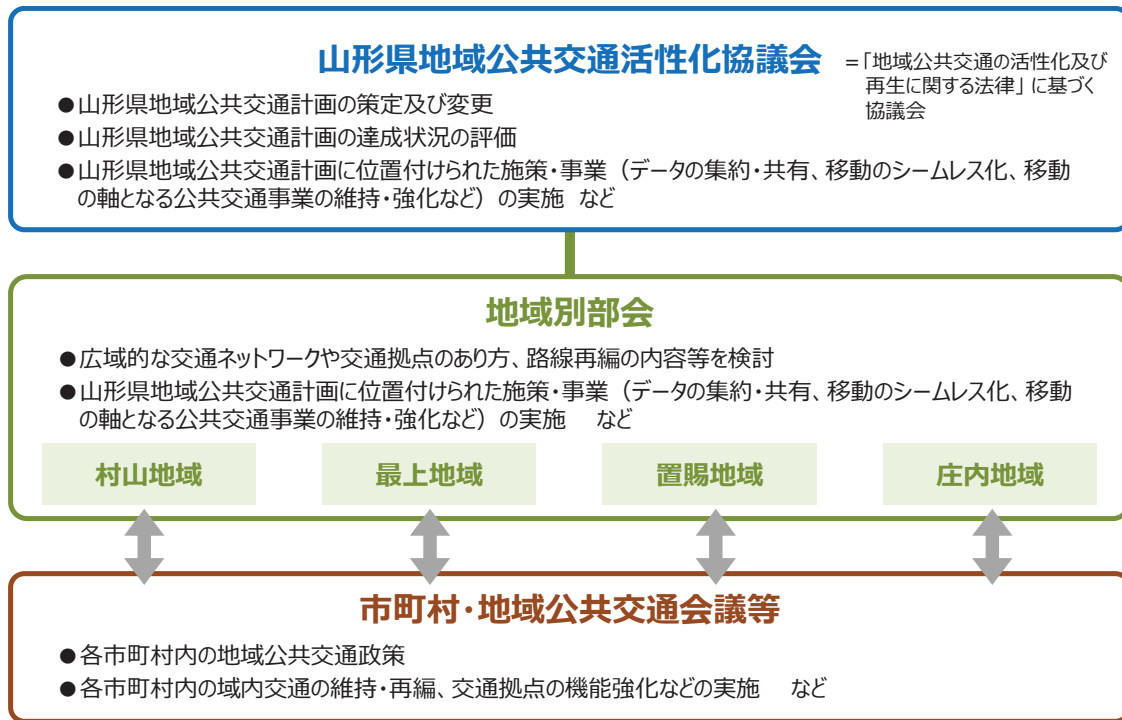 山形県地域公共交通活性化協議会
=「地域公共交通の活性化及び
再生に関する法律」に基づく
協議会
●山形県地域公共交通計画の策定及び変更
●山形県地域公共交通計画の達成状況の評価
●山形県地域公共交通計画に位置付けられた施策・事業（データの集約・共有、移動のシームレス化、移動
の軸となる公共交通事業の維持・強化など）の実施 など
地域別部会
●広域的な交通ネットワークや交通拠点のあり方、路線再編の内容等を検討
●山形県地域公共交通計画に位置付けられた施策・事業（データの集約・共有、移動のシームレス化、移動
の軸となる公共交通事業の維持・強化など）の実施 など
村山地域
最上地域
置賜地域
庄内地域
市町村・地域公共交通会議等
●各市町村内の地域公共交通政策
●各市町村内の域内交通の維持・再編、交通拠点の機能強化などの実施 など